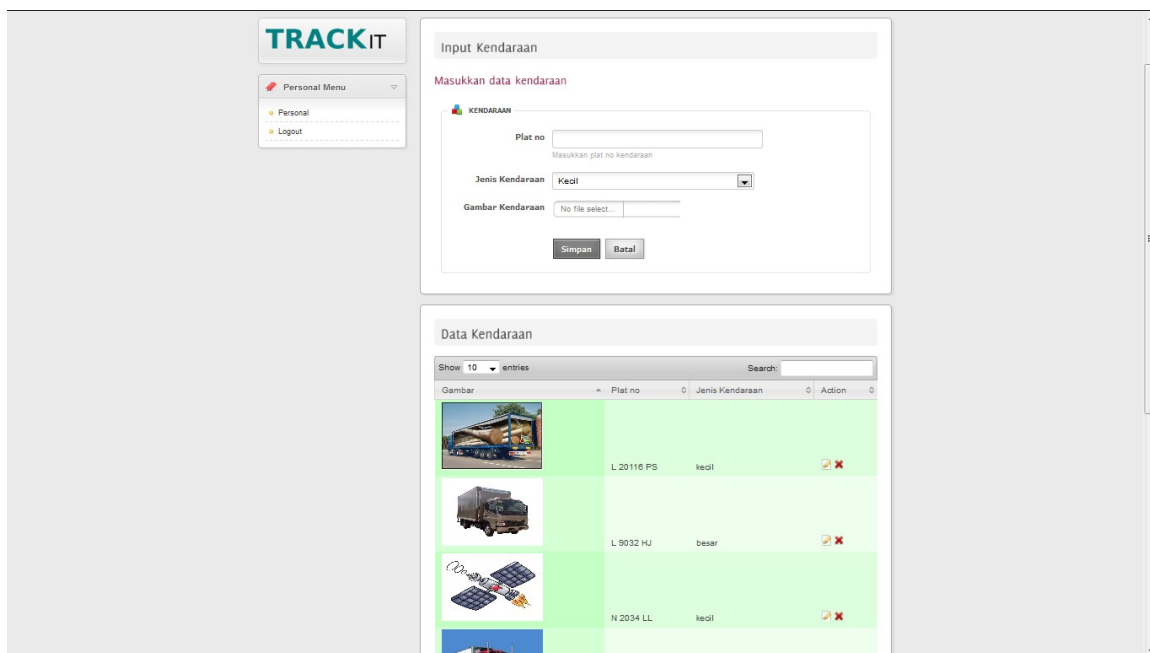 TRACKIT
Personal Menu
Personal
Logout
Input Kendaraan
Masukkan data kendaraan
KENDARAAN
Plat no
Masukkan plat no kendaraan
Jenis Kendaraan Kecil
Gambar Kendaraan No file select...
Simpan Batal
Data Kendaraan
Show 10 entries Search:
Gambar Plat no Jenis Kendaraan Action
L 20116 PS kecil
L 9032 HJ besar
N 2034 LL kecil